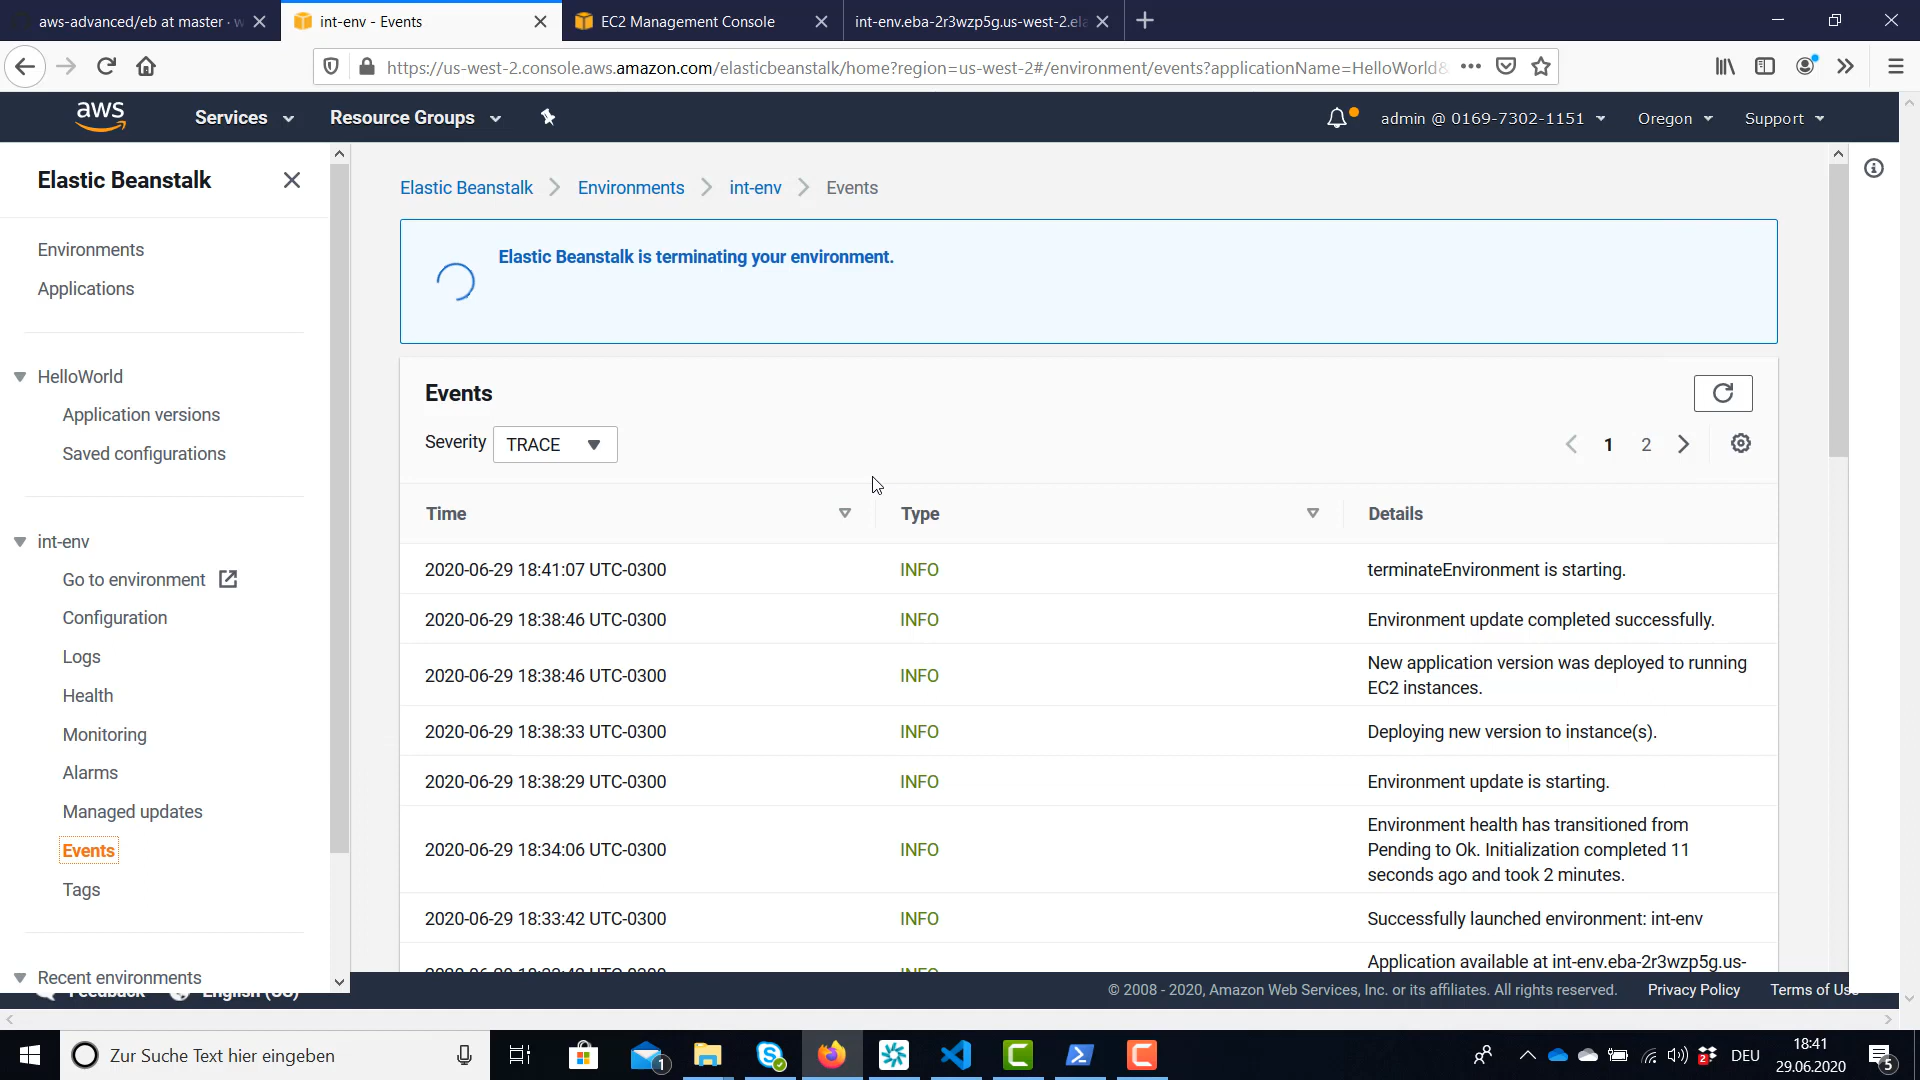 aws-advanced/eb at master · w
int-env - Events
EC2 Management Console
int-env.eba-2r3wzp5g.us-west-2.ela
https://us-west-2.console.aws.amazon.com/elasticbeanstalk/home?region=us-west-2#/environment/events?applicationName=HelloWorld&
aws
Services
Resource Groups
admin @ 0169-7302-1151
Oregon
Support
Elastic Beanstalk
Environments
Applications
HelloWorld
Application versions
Saved configurations
int-env
Go to environment
Configuration
Logs
Health
Monitoring
Alarms
Managed updates
Events
Tags
Recent environments
Elastic Beanstalk
Environments
int-env
Events
Elastic Beanstalk is terminating your environment.
Events
Severity TRACE
1 2
Time Type Details
2020-06-29 18:41:07 UTC-0300 INFO terminateEnvironment is starting.
2020-06-29 18:38:46 UTC-0300 INFO Environment update completed successfully.
2020-06-29 18:38:46 UTC-0300 INFO New application version was deployed to running
EC2 instances.
2020-06-29 18:38:33 UTC-0300 INFO Deploying new version to instance(s).
2020-06-29 18:38:29 UTC-0300 INFO Environment update is starting.
2020-06-29 18:34:06 UTC-0300 INFO Environment health has transitioned from
Pending to Ok. Initialization completed 11
seconds ago and took 2 minutes.
2020-06-29 18:33:42 UTC-0300 INFO Successfully launched environment: int-env
Application available at int-env.eba-2r3wzp5g.us-
Feedback English (US)
© 2008 - 2020, Amazon Web Services, Inc. or its affiliates. All rights reserved. Privacy Policy Terms of Use
Zur Suche Text hier eingeben
1
2
DEU
18:41
29.06.2020
5